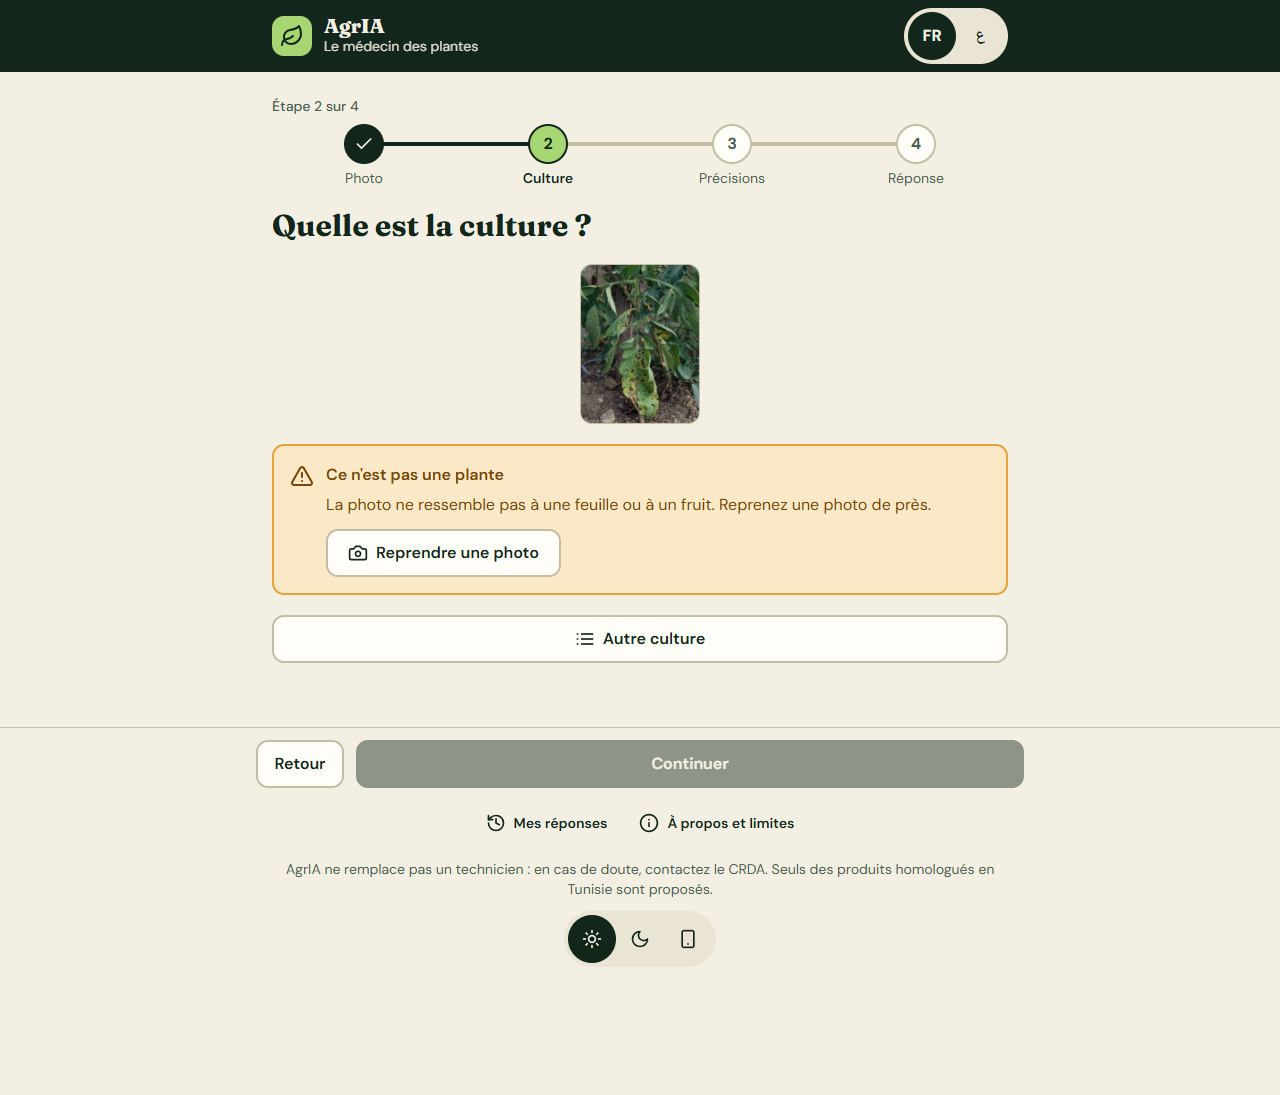 AgrIA
Le médecin des plantes
FR
ع
Étape 2 sur 4
2
3
4
Photo
Culture
Précisions
Réponse
Quelle est la culture ?
Ce n'est pas une plante
La photo ne ressemble pas à une feuille ou à un fruit. Reprenez une photo de près.
Reprendre une photo
Autre culture
Retour
Continuer
Mes réponses
À propos et limites
AgrIA ne remplace pas un technicien : en cas de doute, contactez le CRDA. Seuls des produits homologués en
Tunisie sont proposés.